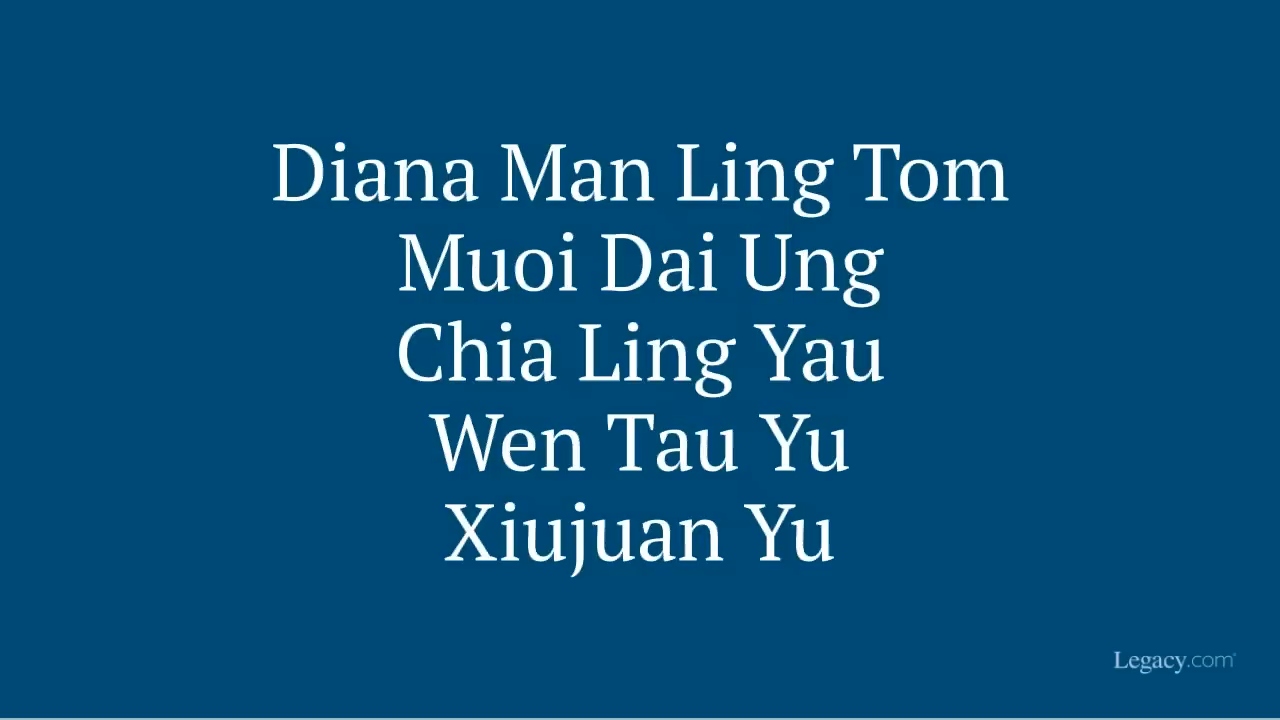 Diana Man Ling Tom
Muoi Dai Ung
Chia Ling Yau
Wen Tau Yu
Xiujuan Yu
Legacy.com